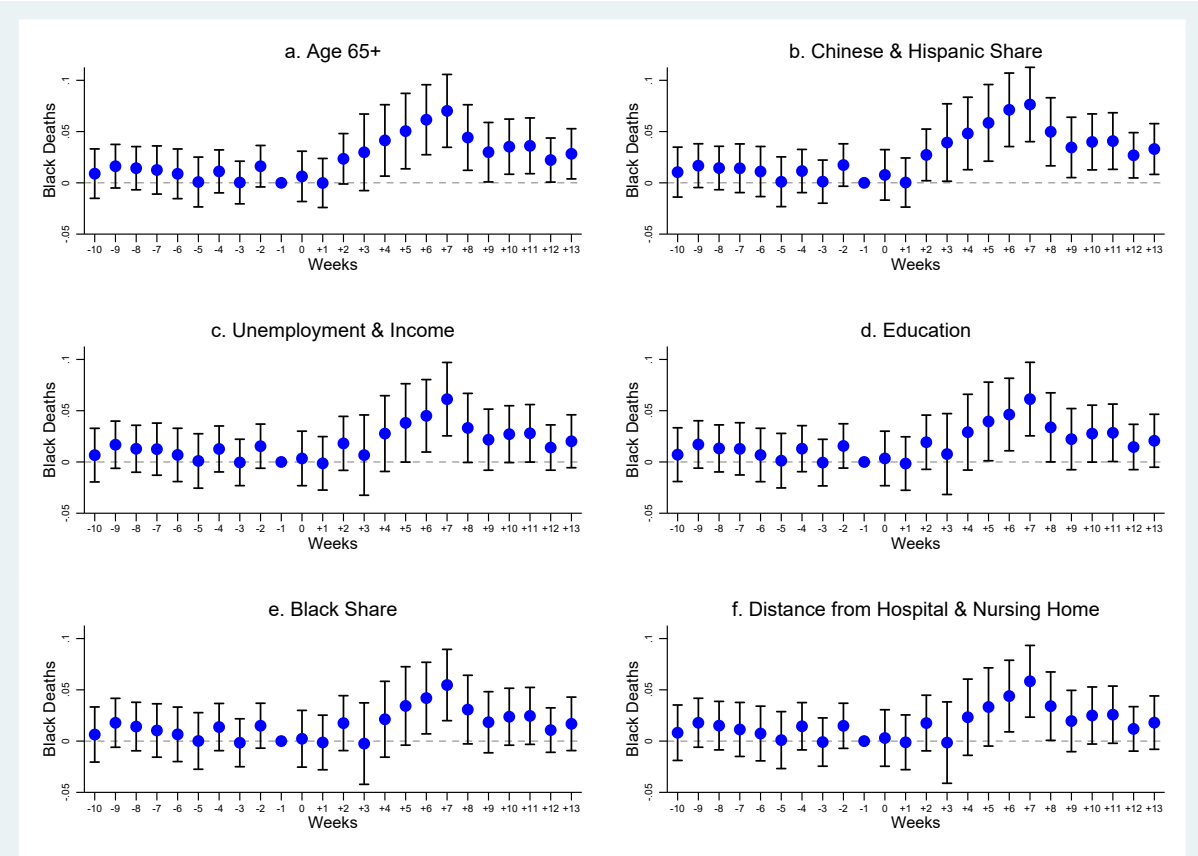 a. Age 65+
Black Deaths
.1
.05
0
-.05
-10 -9 -8 -7 -6 -5 -4 -3 -2 -1 0 +1 +2 +3 +4 +5 +6 +7 +8 +9 +10 +11 +12 +13
Weeks
b. Chinese & Hispanic Share
Black Deaths
.1
.05
0
-.05
-10 -9 -8 -7 -6 -5 -4 -3 -2 -1 0 +1 +2 +3 +4 +5 +6 +7 +8 +9 +10 +11 +12 +13
Weeks
c. Unemployment & Income
Black Deaths
.1
.05
0
-.05
-10 -9 -8 -7 -6 -5 -4 -3 -2 -1 0 +1 +2 +3 +4 +5 +6 +7 +8 +9 +10 +11 +12 +13
Weeks
d. Education
Black Deaths
.1
.05
0
-.05
-10 -9 -8 -7 -6 -5 -4 -3 -2 -1 0 +1 +2 +3 +4 +5 +6 +7 +8 +9 +10 +11 +12 +13
Weeks
e. Black Share
Black Deaths
.1
.05
0
-.05
-10 -9 -8 -7 -6 -5 -4 -3 -2 -1 0 +1 +2 +3 +4 +5 +6 +7 +8 +9 +10 +11 +12 +13
Weeks
f. Distance from Hospital & Nursing Home
Black Deaths
.1
.05
0
-.05
-10 -9 -8 -7 -6 -5 -4 -3 -2 -1 0 +1 +2 +3 +4 +5 +6 +7 +8 +9 +10 +11 +12 +13
Weeks